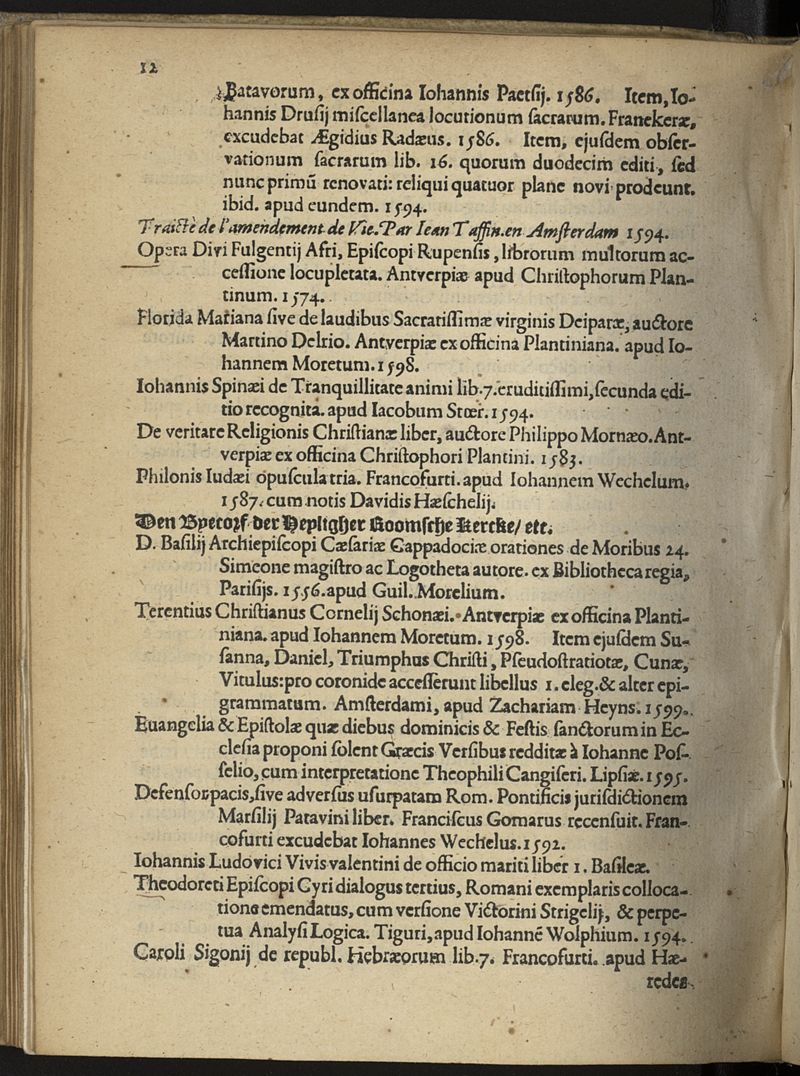 12
Batavorum, ex officina Iohannis Paetſij. 1586. Item, Io-
hannis Druſij miſcellanea locutionum ſacrarum. Franekeræ,
excudebat Ægidius Radæus. 1586. Item, ejuſdem obſer-
vationum ſacrarum lib. 16. quorum duodecim editi, ſed
nunc primũ renovati: reliqui quatuor plane novi prodeunt.
ibid. apud eundem. 1594.
Traicté de l'amendement de Vie. Par Iean Taffin. en Amſterdam 1594.
Opera Divi Fulgentij Afri, Epiſcopi Rupenſis, librorum multorum ac-
ceſſione locupletata. Antverpiæ apud Chriſtophorum Plan-
tinum. 1574.
Florida Mariana ſive de laudibus Sacratiſſimæ virginis Deiparæ, auctore
Martino Delrio. Antverpiæ ex officina Plantiniana. apud Io-
hannem Moretum. 1598.
Iohannis Spinæi de Tranquillitate animi lib. 7. eruditiſſimi, ſecunda edi-
tio recognita. apud Iacobum Stœr. 1594.
De veritate Religionis Chriſtianæ liber, auctore Philippo Mornæo. Ant-
verpiæ ex officina Chriſtophori Plantini. 1583.
Philonis Iudæi opuſcula tria. Francofurti. apud Iohannem Wechelum.
1587. cum notis Davidis Hæſchelij.
Den Byecorf der Heyligher Roomſche Kercke/ etc.
D. Baſilij Archiepiſcopi Cæſariæ Cappadociæ orationes de Moribus 24.
Simeone magiſtro ac Logotheta autore. ex Bibliotheca regia,
Pariſijs. 1556. apud Guil. Morelium.
Terentius Chriſtianus Cornelij Schonæi. Antverpiæ ex officina Planti-
niana. apud Iohannem Moretum. 1598. Item ejuſdem Su-
ſanna, Daniel, Triumphus Chriſti, Pſeudoſtratiotæ, Cunæ,
Vitulus: pro coronide acceſſerunt libellus 1. eleg. & alter epi-
grammatum. Amſterdami, apud Zachariam Heyns. 1599.
Euangelia & Epiſtolæ quæ diebus dominicis & Feſtis ſanctorum in Ec-
cleſia proponi ſolent Græcis Verſibus redditæ à Iohanne Poſ-
ſelio, cum interpretatione Theophili Cangiſeri. Lipſiæ. 1595.
Defenſor pacis, ſive adverſus uſurpatam Rom. Pontificis juriſdictionem
Marſilij Patavini liber. Franciſcus Gomarus recenſuit. Fran-
cofurti excudebat Iohannes Wechelus. 1592.
Iohannis Ludovici Vivis valentini de officio mariti liber 1. Baſileæ.
Theodoreti Epiſcopi Cyri dialogus tertius, Romani exemplaris colloca-
tione emendatus, cum verſione Victorini Strigelij, & perpe-
tua Analyſi Logica. Tiguri, apud Iohannẽ Wolphium. 1594.
Caroli Sigonij de republ. Hebræorum lib. 7. Francofurti. apud Hæ-
redes